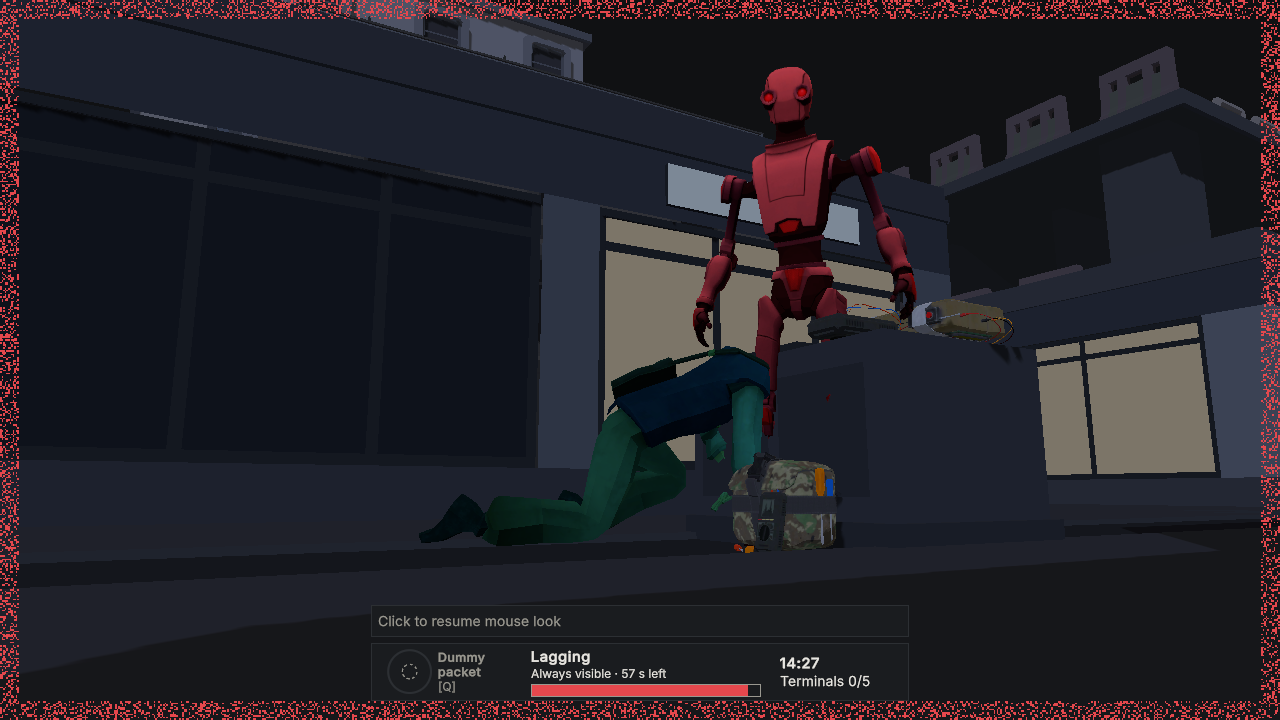 Click to resume mouse look
Dummy
packet
[Q]
Lagging
Always visible · 57 s left
14:27
Terminals 0/5